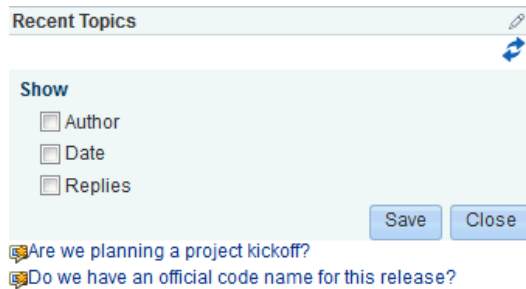 Recent Topics
Show
Author
Date
Replies
Save Close
Are we planning a project kickoff?
Do we have an official code name for this release?